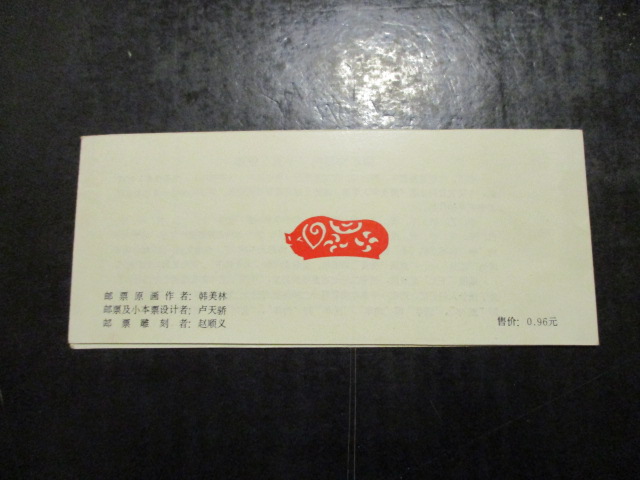 邮票原画作者：韩美林
邮票及小本票设计者：卢天骄
邮票雕刻者：赵顺义
售价：0.96元